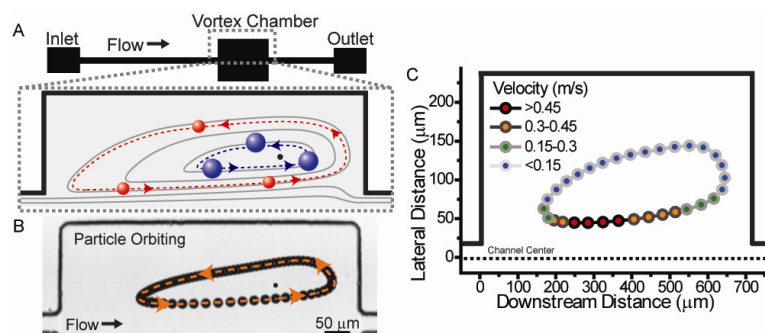 A
Vortex Chamber
Inlet
Flow
Outlet
B
Particle Orbiting
Flow
50 µm
C
Velocity (m/s)
>0.45
0.3-0.45
0.15-0.3
<0.15
Channel Center
Lateral Distance (µm)
200
150
100
50
0
0 100 200 300 400 500 600 700
Downstream Distance (µm)